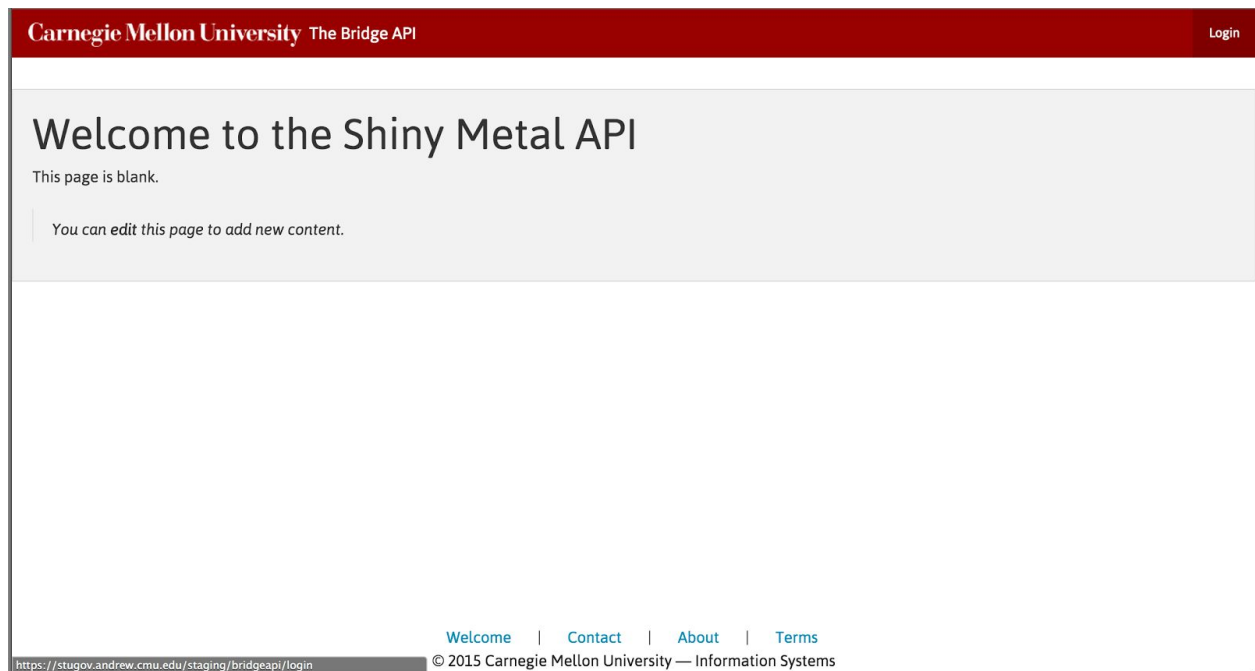 Carnegie Mellon University The Bridge API Login
Welcome to the Shiny Metal API
This page is blank.
You can edit this page to add new content.
Welcome | Contact | About | Terms
© 2015 Carnegie Mellon University — Information Systems
https://stugov.andrew.cmu.edu/staging/bridgeapi/login